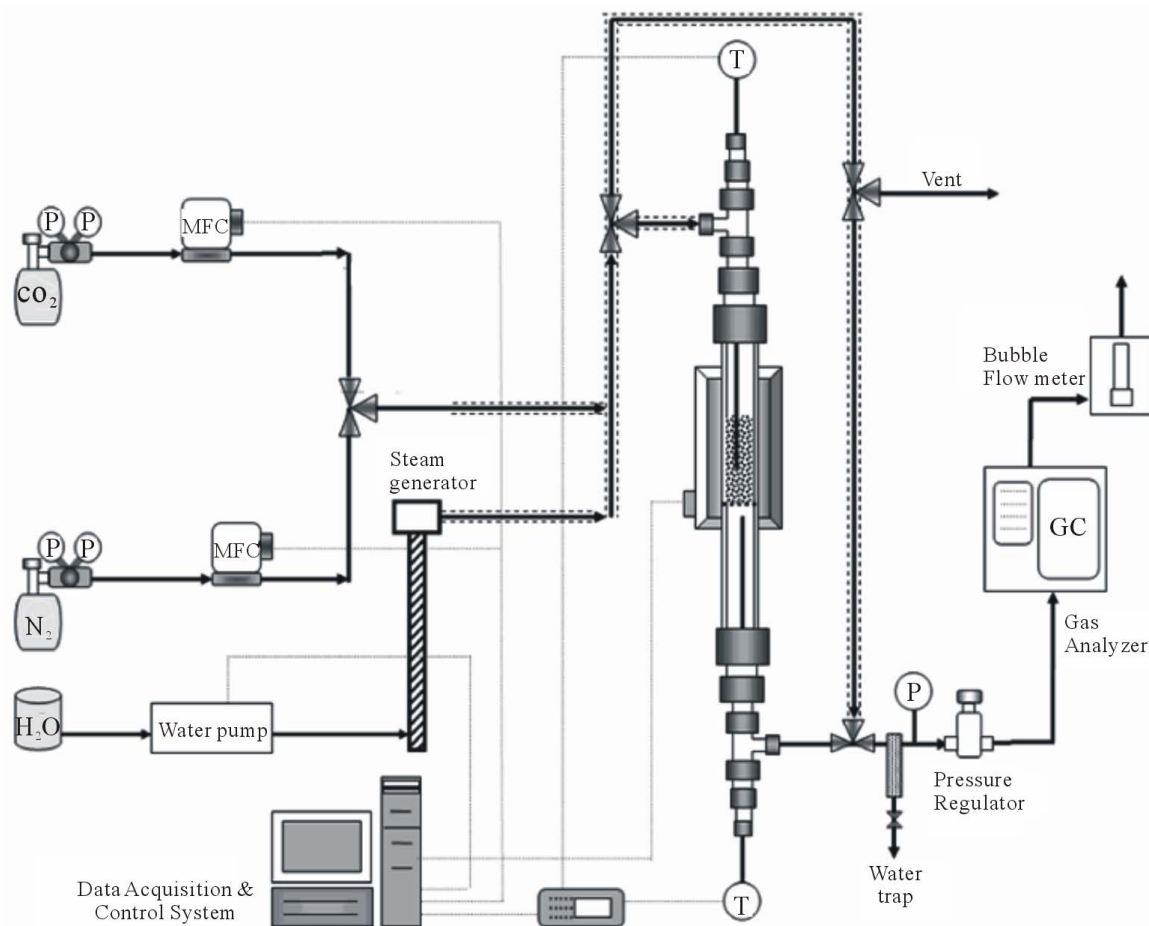 T
Vent
P P
MFC
co₂
Bubble
Flow meter
Steam
generator
GC
P P
MFC
N₂
Gas
Analyzer
H₂O
Water pump
P
Pressure
Regulator
Water
trap
Data Acquisition &
Control System
T